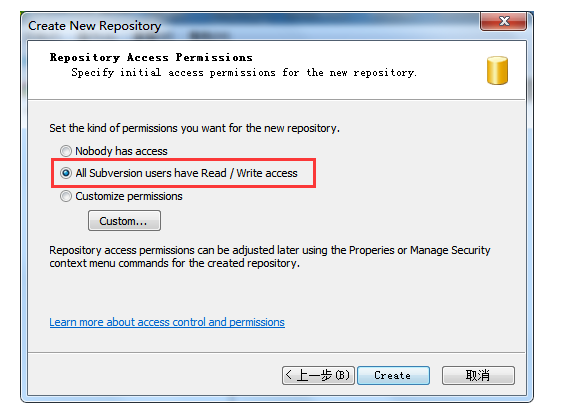 Create New Repository
Repository Access Permissions
Specify initial access permissions for the new repository.
Set the kind of permissions you want for the new repository.
Nobody has access
All Subversion users have Read / Write access
Customize permissions
Custom...
Repository access permissions can be adjusted later using the Properies or Manage Security
context menu commands for the created repository.
Learn more about access control and permissions
< 上一步(B) Create 取消